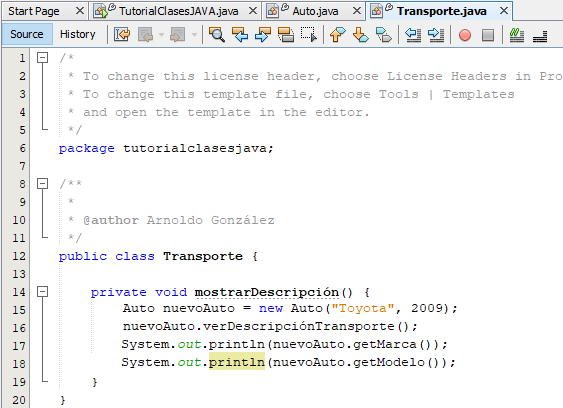 Start Page TutorialClasesJAVA.java Auto.java Transporte.java
Source History
1 /*
2 * To change this license header, choose License Headers in Pro
3 * To change this template file, choose Tools | Templates
4 * and open the template in the editor.
5 */
6 package tutorialclasesjava;
7
8 /**
9 *
10 * @author Arnoldo González
11 */
12 public class Transporte {
13
14 private void mostrarDescripción() {
15 Auto nuevoAuto = new Auto("Toyota", 2009);
16 nuevoAuto.verDescripciónTransporte();
17 System.out.println(nuevoAuto.getMarca());
18 System.out.println(nuevoAuto.getModelo());
19 }
20 }